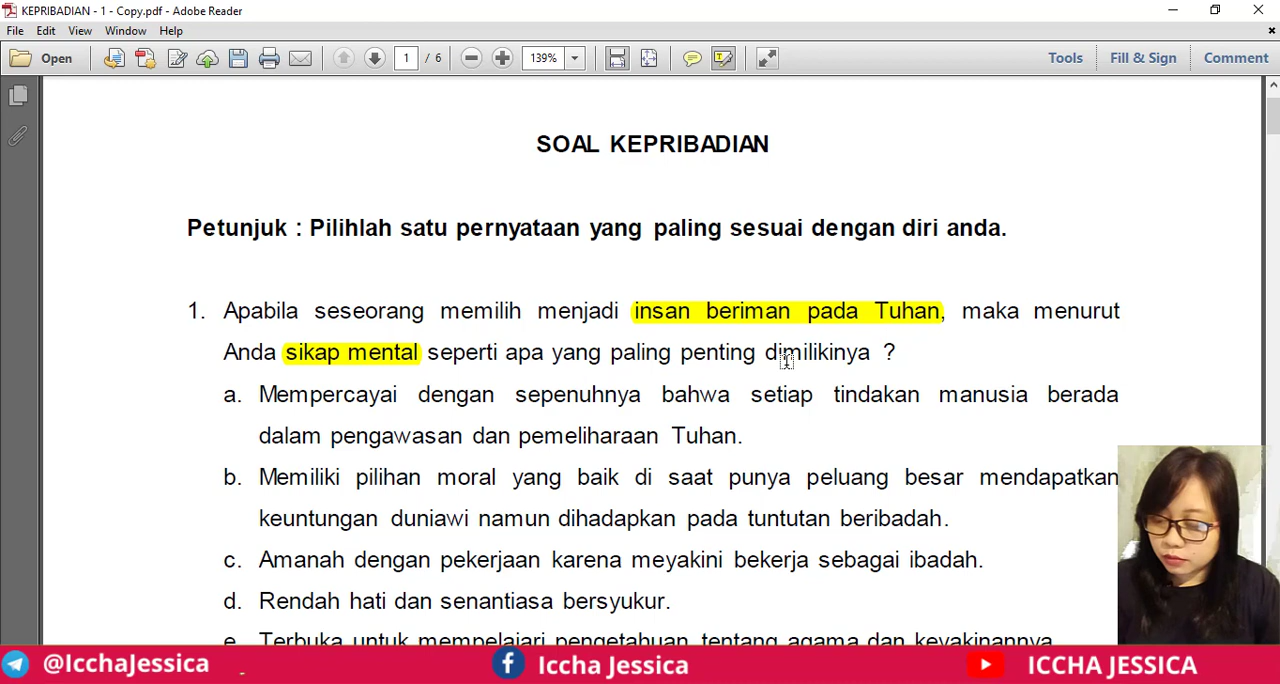 KEPRIBADIAN - 1 - Copy.pdf - Adobe Reader
File Edit View Window Help
Open 1 / 6 139% Tools Fill & Sign Comment
SOAL KEPRIBADIAN
Petunjuk : Pilihlah satu pernyataan yang paling sesuai dengan diri anda.
1. Apabila seseorang memilih menjadi insan beriman pada Tuhan, maka menurut
Anda sikap mental seperti apa yang paling penting dimilikinya ?
a. Mempercayai dengan sepenuhnya bahwa setiap tindakan manusia berada
dalam pengawasan dan pemeliharaan Tuhan.
b. Memiliki pilihan moral yang baik di saat punya peluang besar mendapatkan
keuntungan duniawi namun dihadapkan pada tuntutan beribadah.
c. Amanah dengan pekerjaan karena meyakini bekerja sebagai ibadah.
d. Rendah hati dan senantiasa bersyukur.
e. Terbuka untuk mempelajari pengetahuan tentang agama dan keyakinannya.
@IcchaJessica Iccha Jessica ICCHA JESSICA